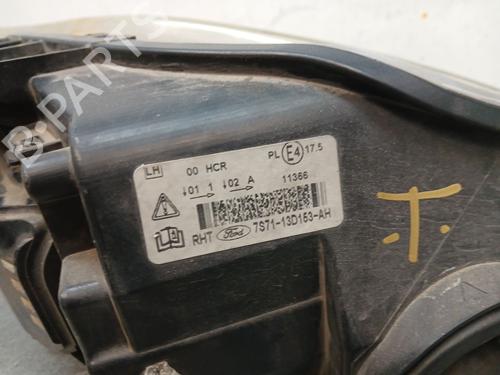 B-PARTS
LH 00 HCR PL E4 17.5
01 1 02 A 11366
RHT Ford 7S71-13D153-AH
T.